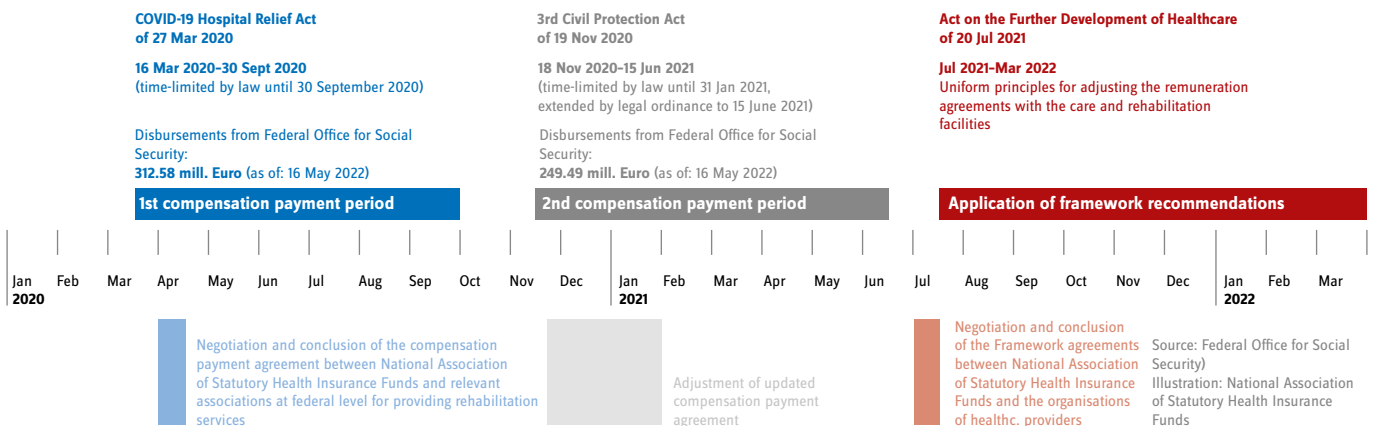 COVID-19 Hospital Relief Act
of 27 Mar 2020
16 Mar 2020–30 Sept 2020
(time-limited by law until 30 September 2020)
Disbursements from Federal Office for Social
Security:
312.58 mill. Euro (as of: 16 May 2022)
1st compensation payment period
3rd Civil Protection Act
of 19 Nov 2020
18 Nov 2020–15 Jun 2021
(time-limited by law until 31 Jan 2021,
extended by legal ordinance to 15 June 2021)
Disbursements from Federal Office for Social
Security:
249.49 mill. Euro (as of: 16 May 2022)
2nd compensation payment period
Act on the Further Development of Healthcare
of 20 Jul 2021
Jul 2021–Mar 2022
Uniform principles for adjusting the remuneration
agreements with the care and rehabilitation
facilities
Application of framework recommendations
Jan Feb Mar Apr May Jun Jul Aug Sep Oct Nov Dec Jan Feb Mar Apr May Jun Jul Aug Sep Oct Nov Dec Jan Feb Mar
2020 2021 2022
Negotiation and conclusion of the compensation
payment agreement between National Association
of Statutory Health Insurance Funds and relevant
associations at federal level for providing rehabilitation
services
Adjustment of updated
compensation payment
agreement
Negotiation and conclusion
of the Framework agreements
between National Association
of Statutory Health Insurance
Funds and the organisations
of healthc. providers
Source: Federal Office for Social
Security)
Illustration: National Association
of Statutory Health Insurance
Funds